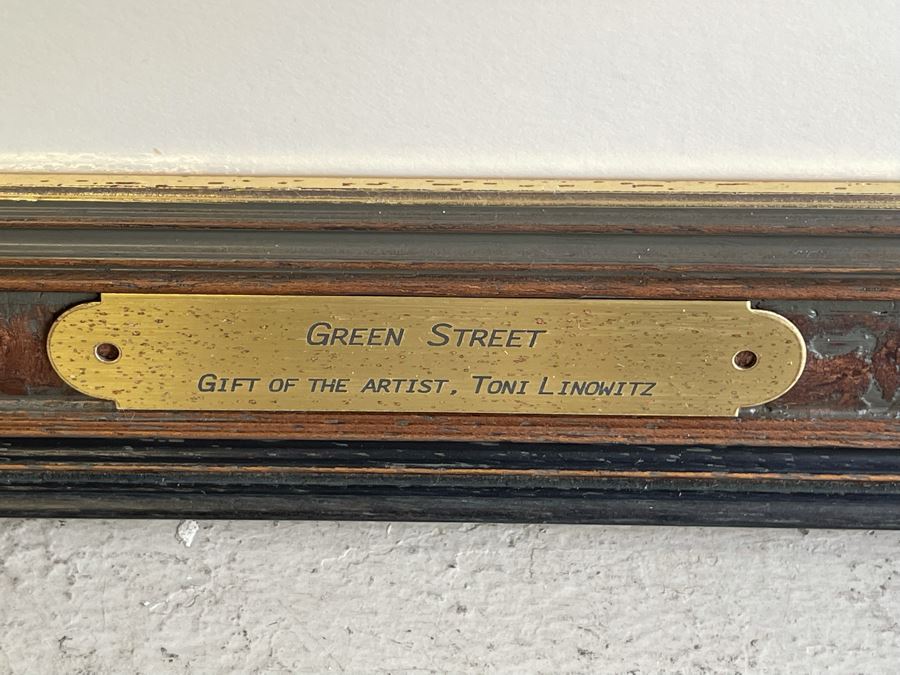 Green Street
Gift of the artist, Toni Linowitz